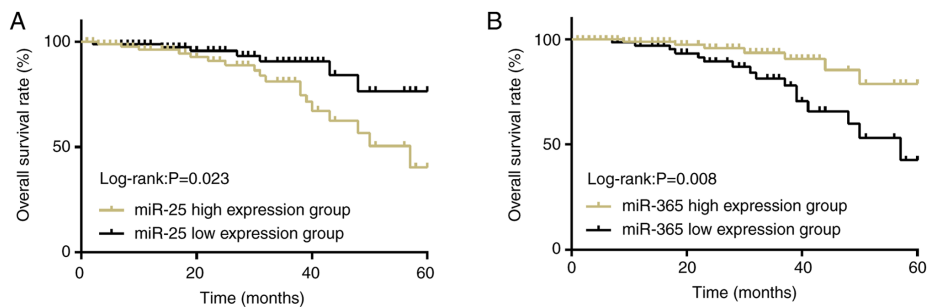 A
Overall survival rate (%)
100
50
0
Log-rank:P=0.023
miR-25 high expression group
miR-25 low expression group
0
20
40
60
Time (months)
B
Overall survival rate (%)
100
50
0
Log-rank:P=0.008
miR-365 high expression group
miR-365 low expression group
0
20
40
60
Time (months)